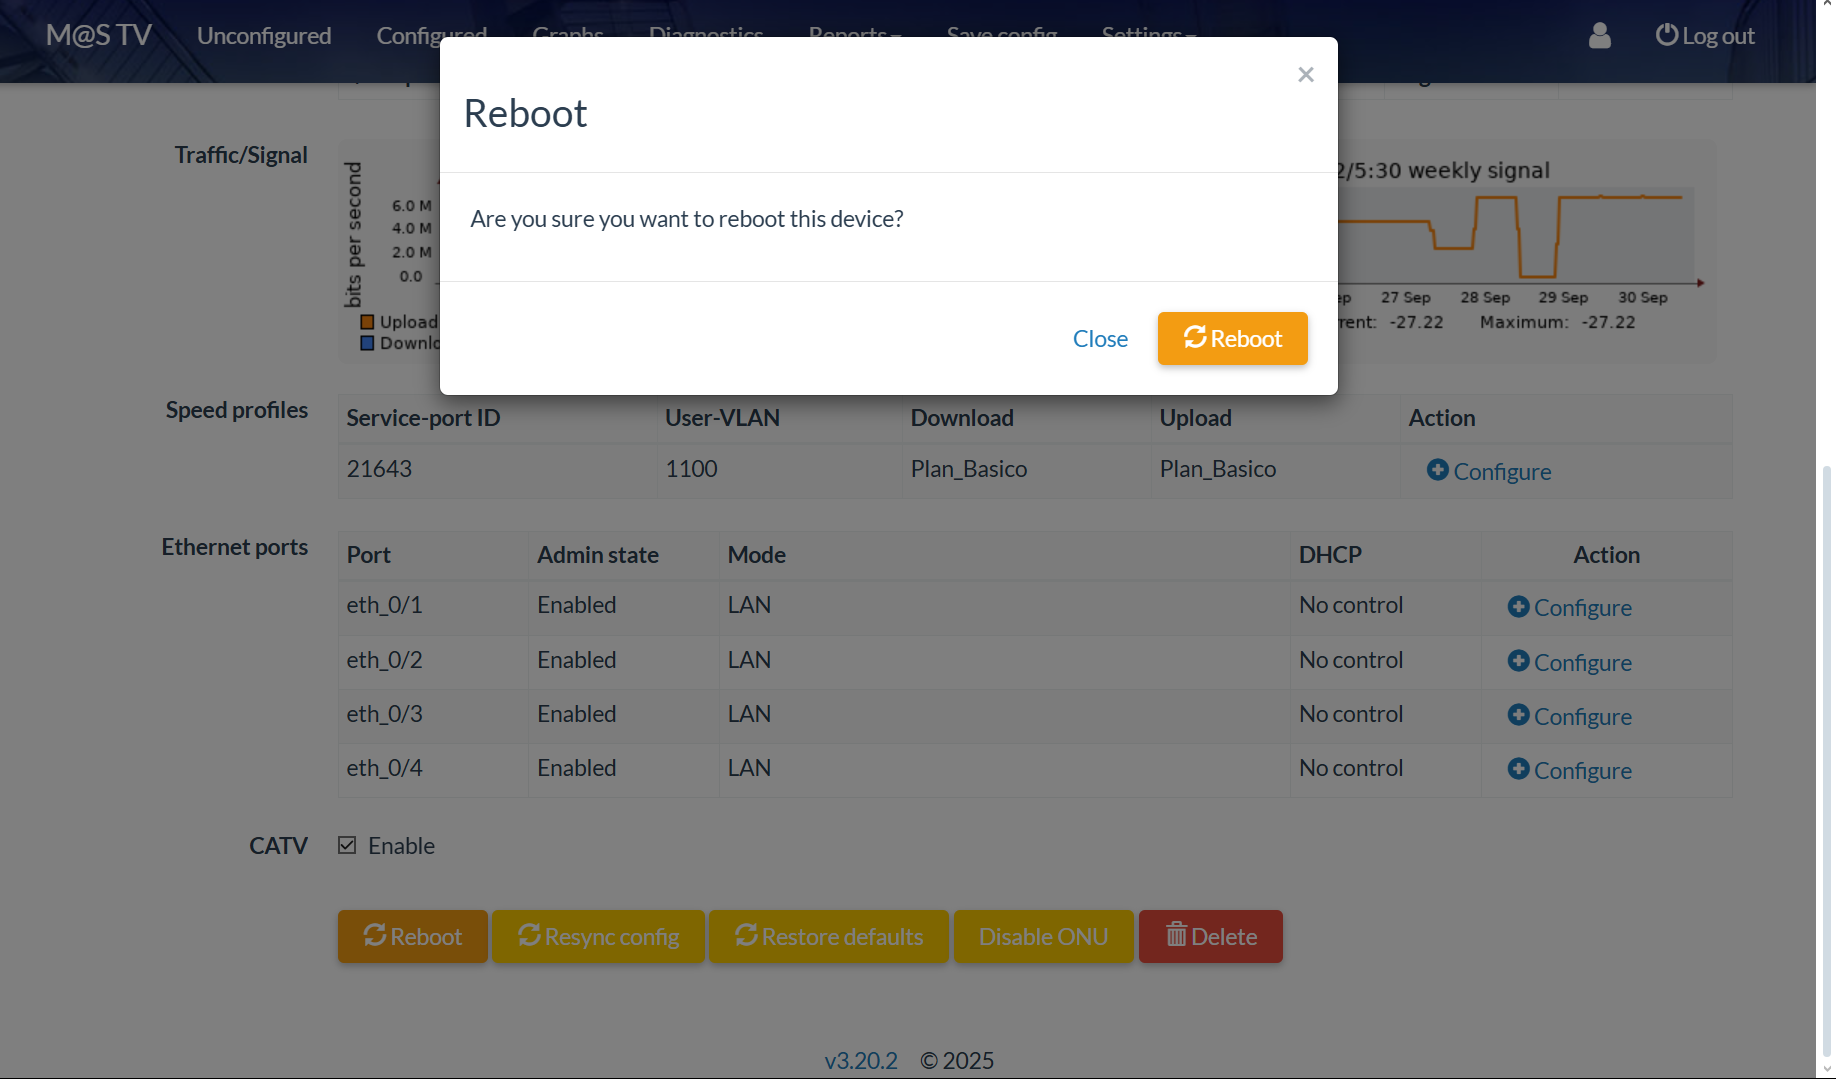 M@S TV Unconfigured Configured Graphs Diagnostics Reports Save config Settings Log out
×
Reboot
Are you sure you want to reboot this device?
Close Reboot
Traffic/Signal
bits per second
6.0 M
4.0 M
2.0 M
0.0
Upload
2/5:30 weekly signal
27 Sep 28 Sep 29 Sep 30 Sep
-27.22 Maximum: -27.22
Speed profiles
Service-port ID User-VLAN Download Upload Action
21643 1100 Plan_Basico Plan_Basico Configure
Ethernet ports
Port Admin state Mode DHCP Action
eth_0/1 Enabled LAN No control Configure
eth_0/2 Enabled LAN No control Configure
eth_0/3 Enabled LAN No control Configure
eth_0/4 Enabled LAN No control Configure
CATV Enable
Reboot Resync config Restore defaults Disable ONU Delete
v3.20.2 © 2025